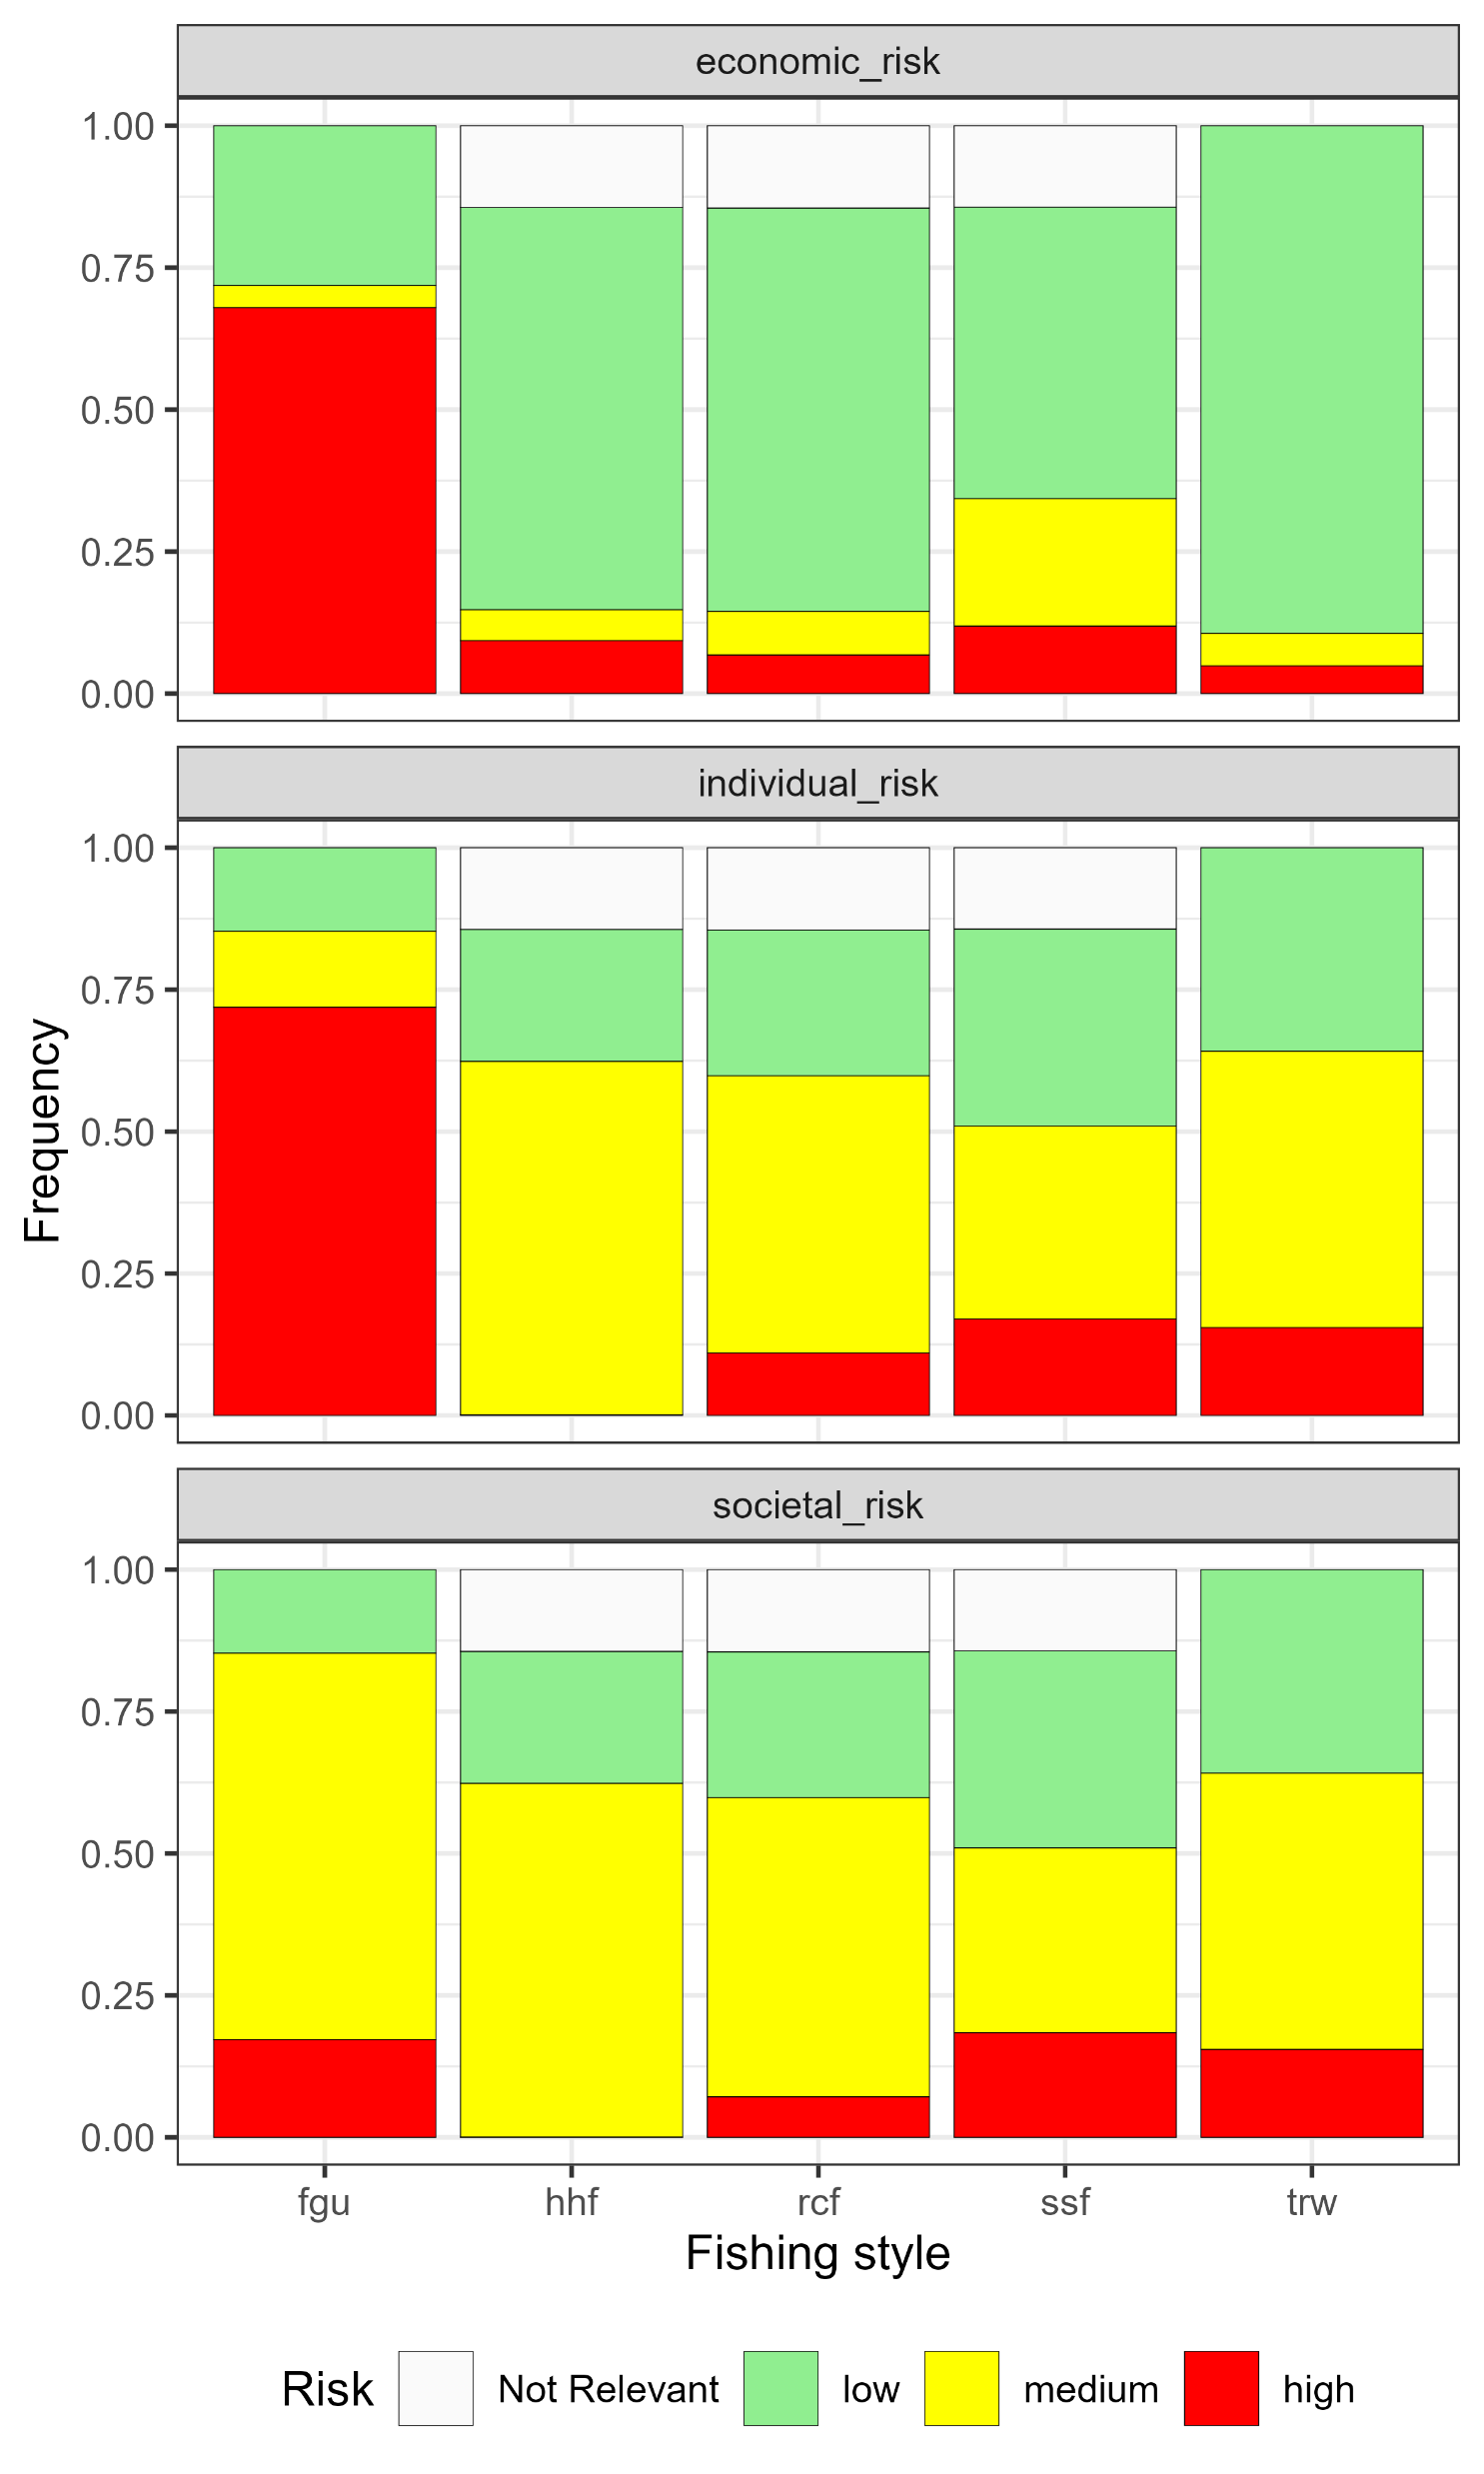 economic_risk
1.00
0.75
0.50
0.25
0.00
individual_risk
1.00
0.75
0.50
0.25
0.00
Frequency
societal_risk
1.00
0.75
0.50
0.25
0.00
fgu hhf rcf ssf trw
Fishing style
Risk Not Relevant low medium high